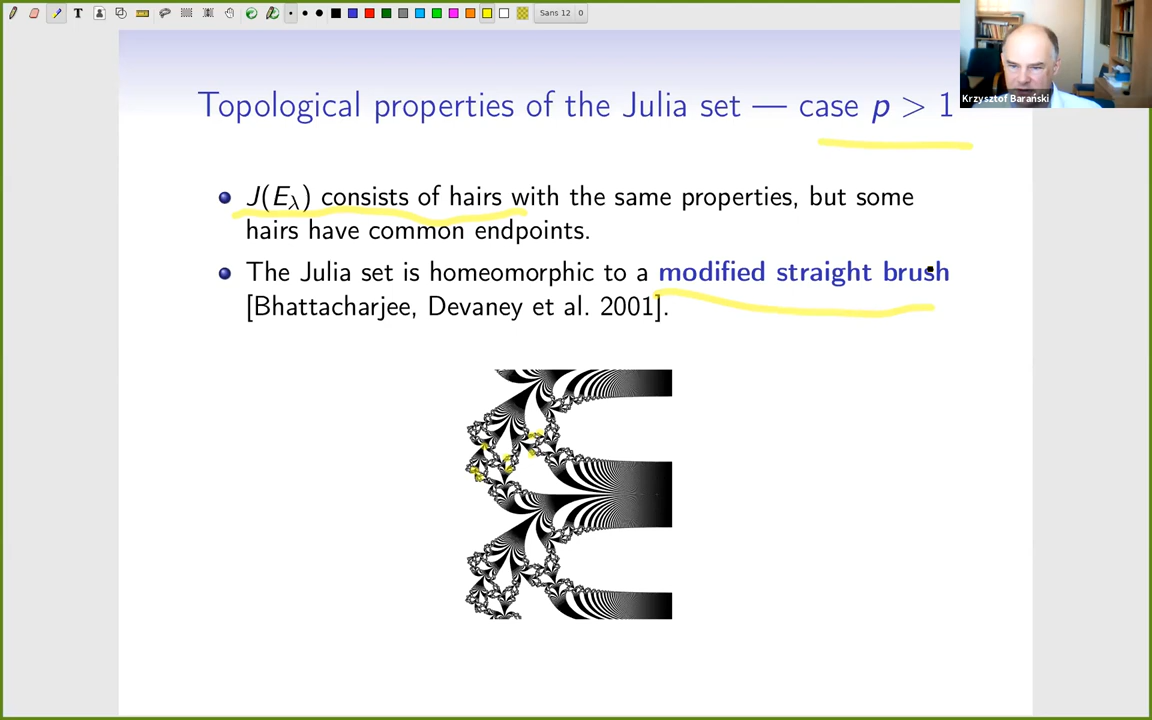 T
Sans 12 0
Krzysztof Barański
Topological properties of the Julia set — case p > 1
J(Eλ) consists of hairs with the same properties, but some
hairs have common endpoints.
The Julia set is homeomorphic to a modified straight brush
[Bhattacharjee, Devaney et al. 2001].